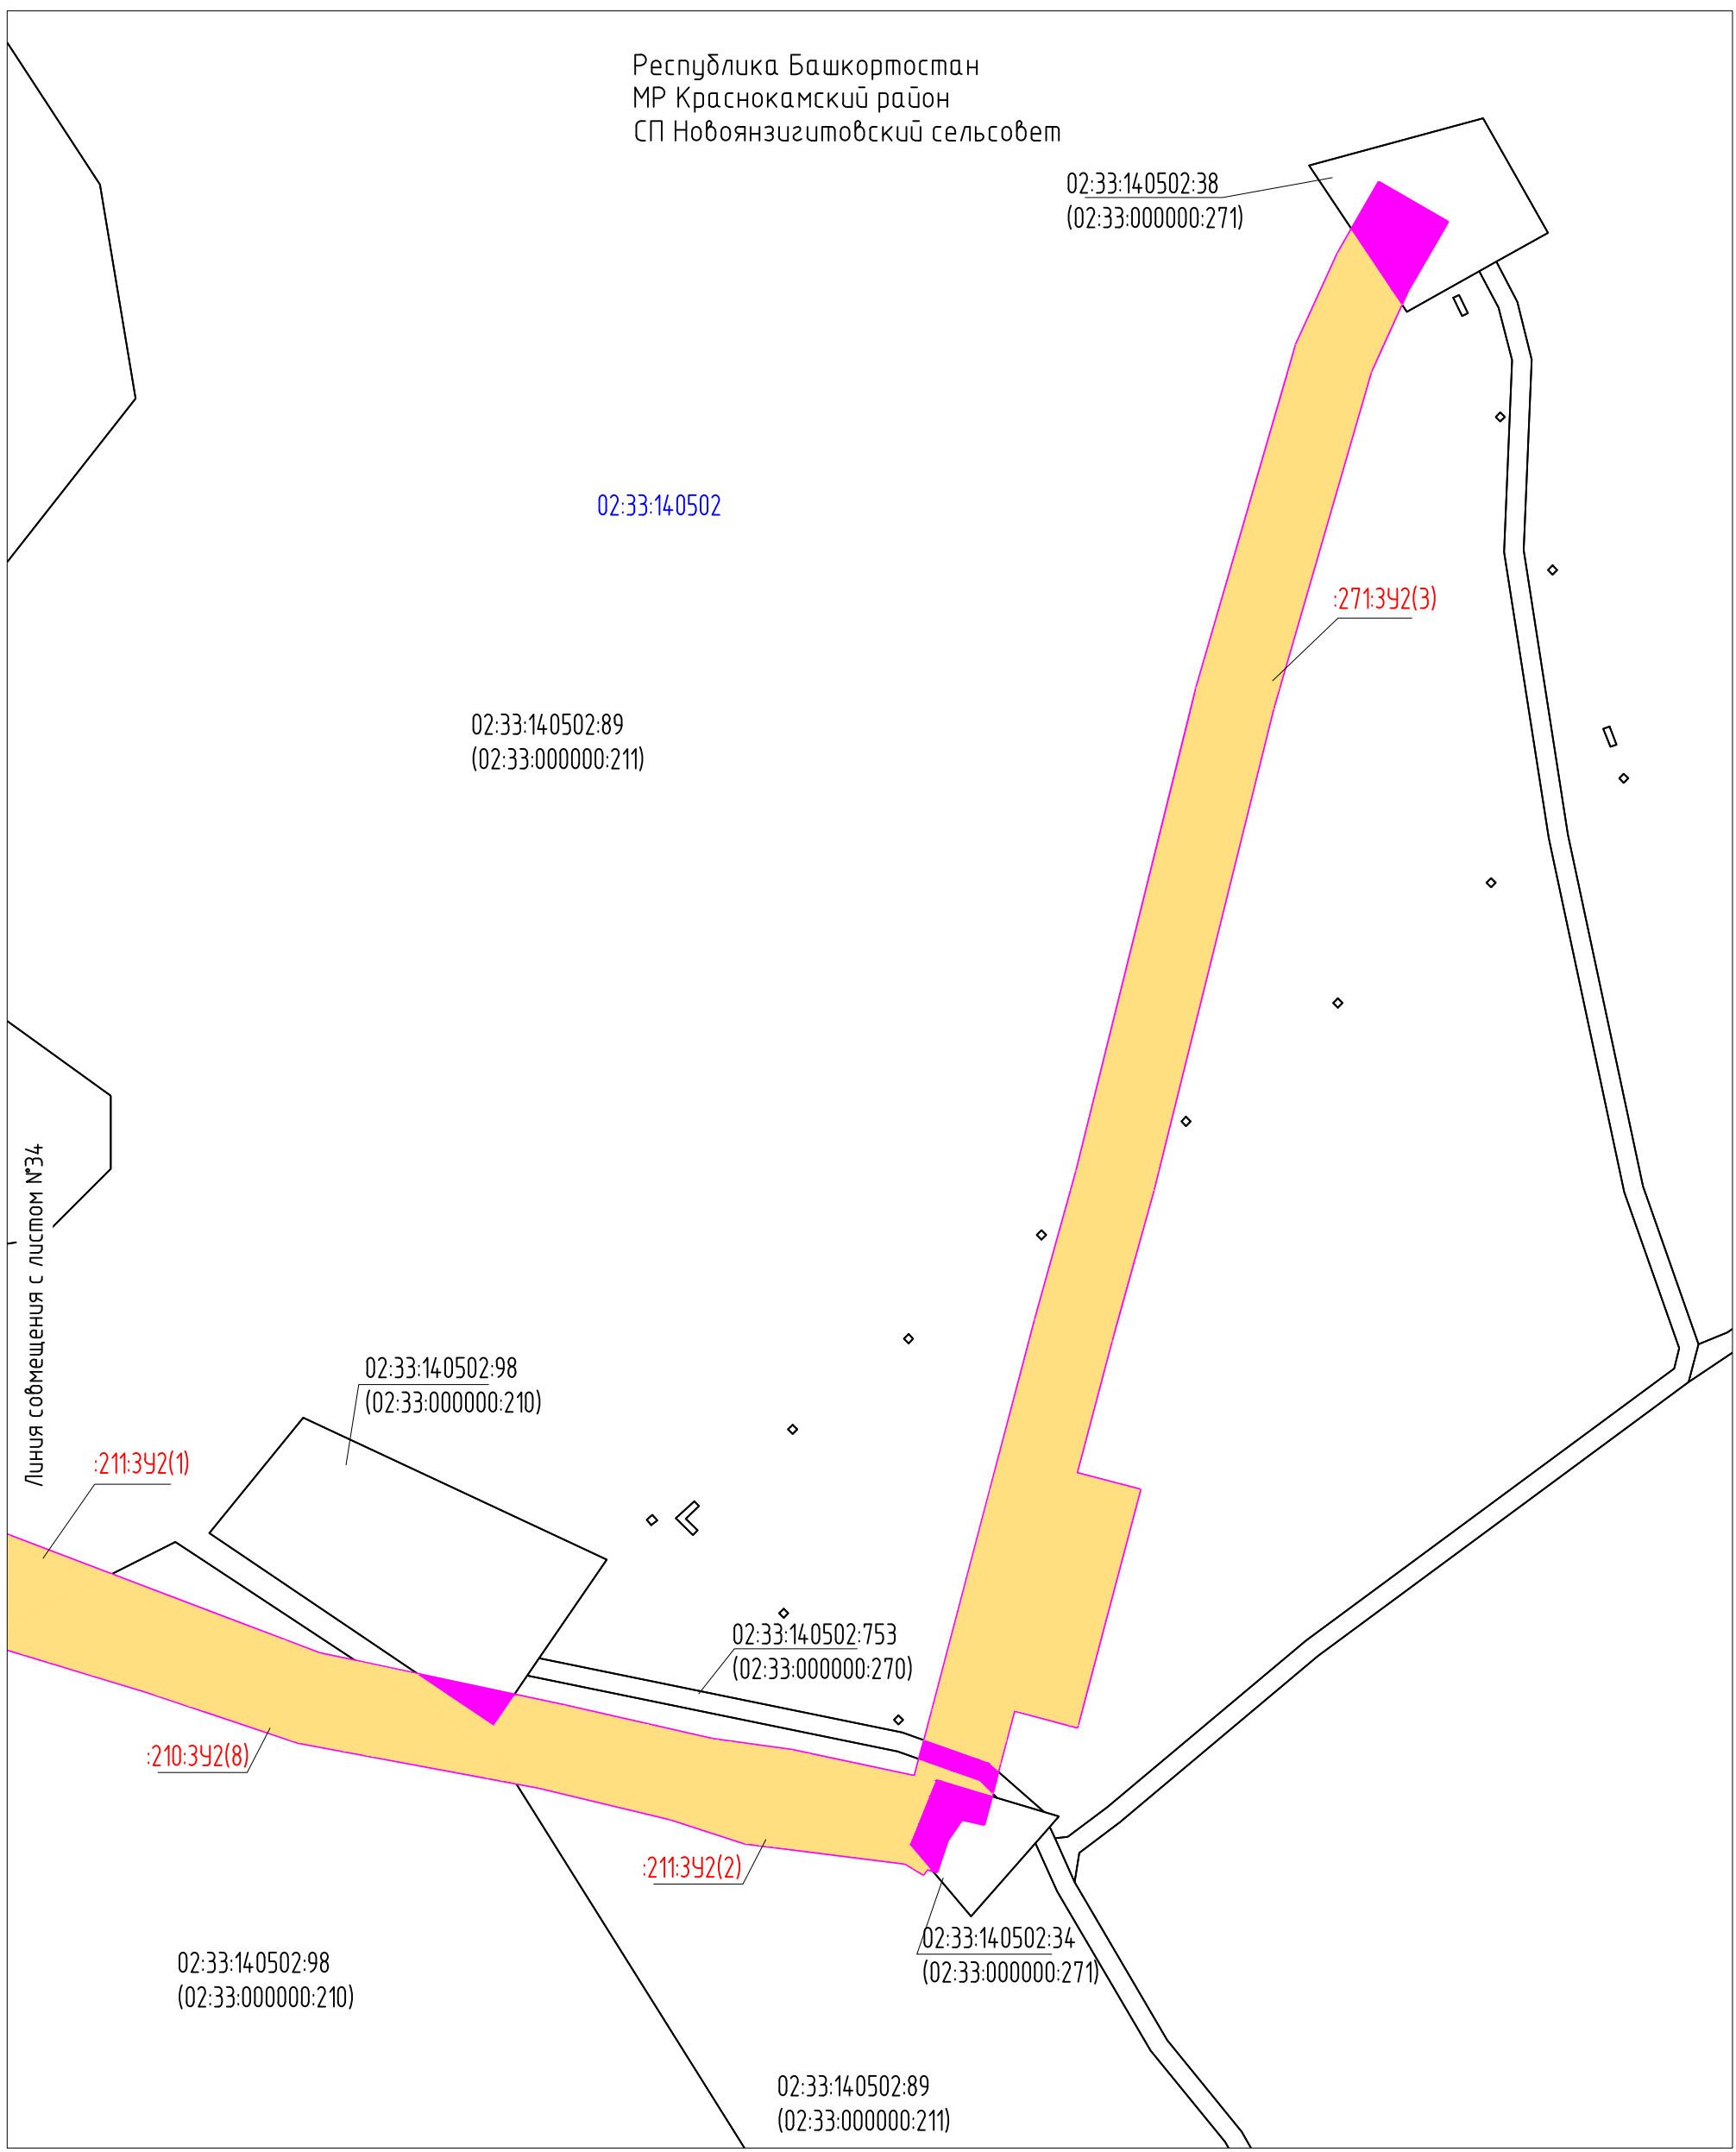 Республика Башкортостан
МР Краснокамский район
СП Новоянзигитовский сельсовет
02:33:140502:38
(02:33:000000:271)
02:33:140502
:271:ЗУ2(3)
02:33:140502:89
(02:33:000000:211)
Линия совмещения с листом №34
02:33:140502:98
(02:33:000000:210)
:211:ЗУ2(1)
02:33:140502:753
(02:33:000000:270)
:210:ЗУ2(8)
:211:ЗУ2(2)
02:33:140502:34
(02:33:000000:271)
02:33:140502:98
(02:33:000000:210)
02:33:140502:89
(02:33:000000:211)